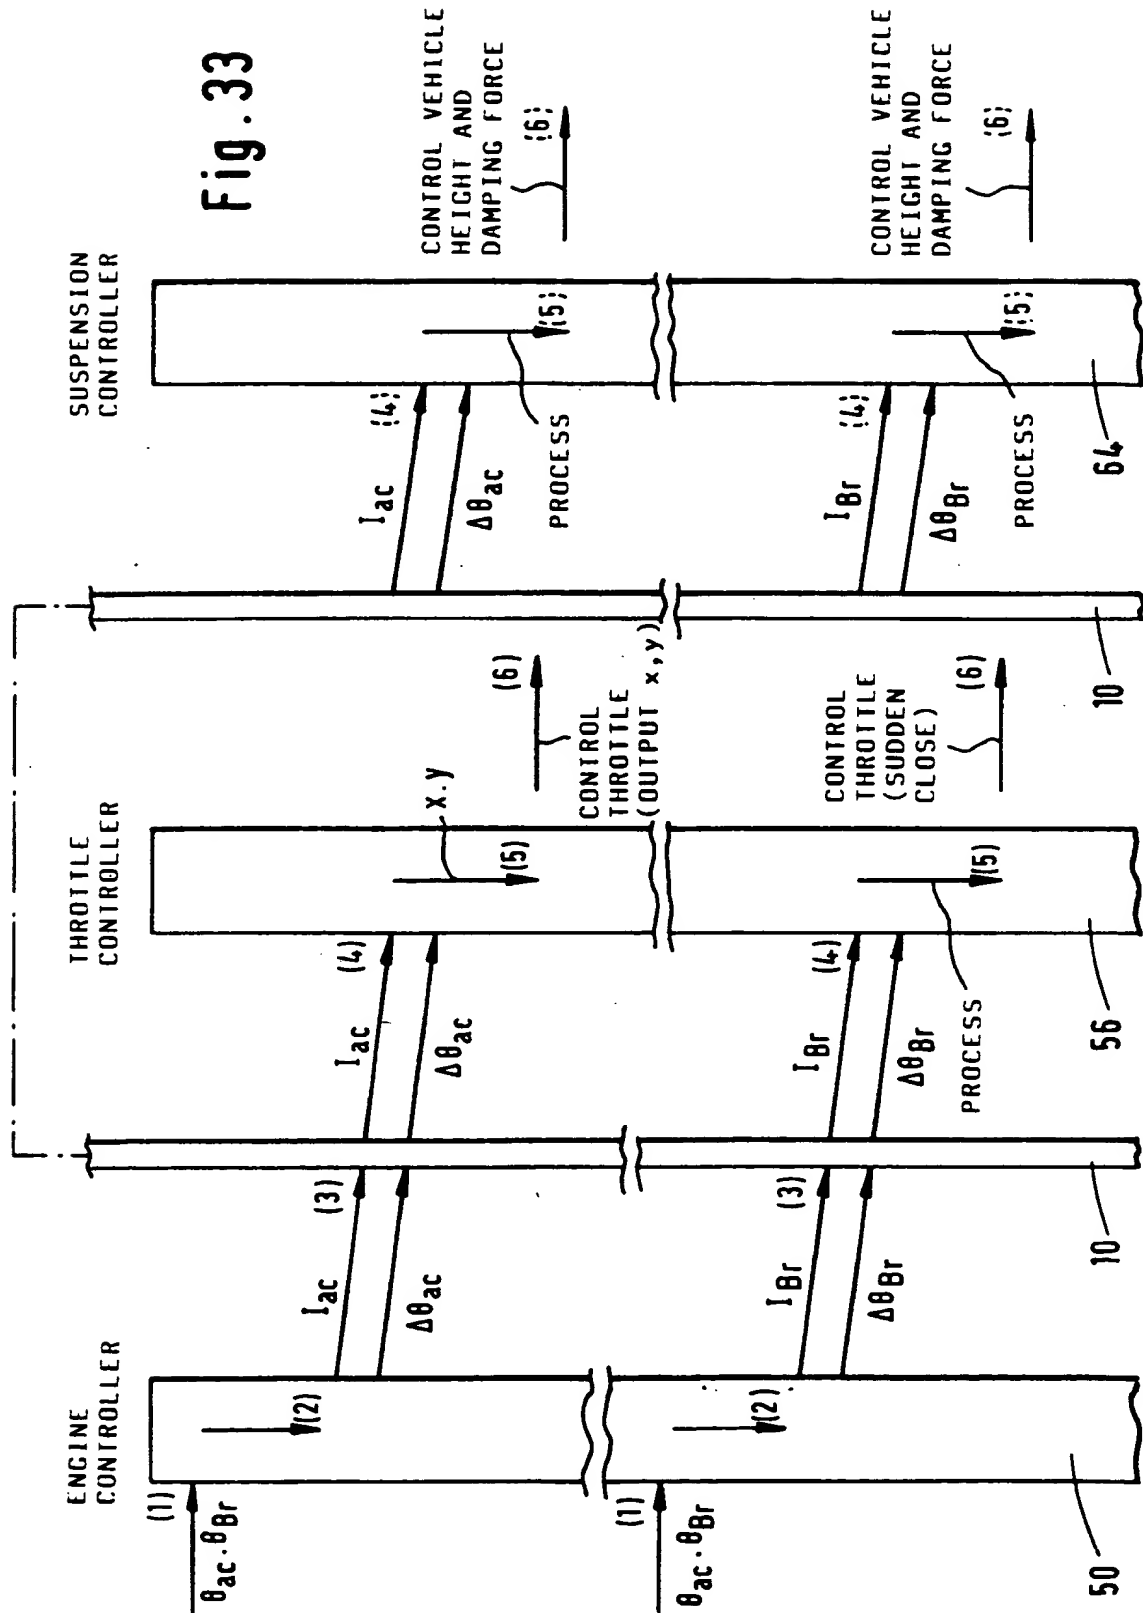 Fig. 33
ENGINE
CONTROLLER
THROTTLE
CONTROLLER
SUSPENSION
CONTROLLER
(1)
θac. θBr
(2)
Iac
(3)
Δθac
Iac
(4)
Δθac
x.y
(5)
(6)
CONTROL
THROTTLE
(OUTPUT x,y)
Iac
(4)
Δθac
PROCESS
(5)
CONTROL VEHICLE
HEIGHT AND
DAMPING FORCE
(6)
(1)
θac. θBr
(2)
IBr
(3)
ΔθBr
IBr
(4)
ΔθBr
PROCESS
(5)
CONTROL
THROTTLE
(SUDDEN
CLOSE)
(6)
IBr
(4)
ΔθBr
PROCESS
(5)
CONTROL VEHICLE
HEIGHT AND
DAMPING FORCE
(6)
50
10
56
10
64